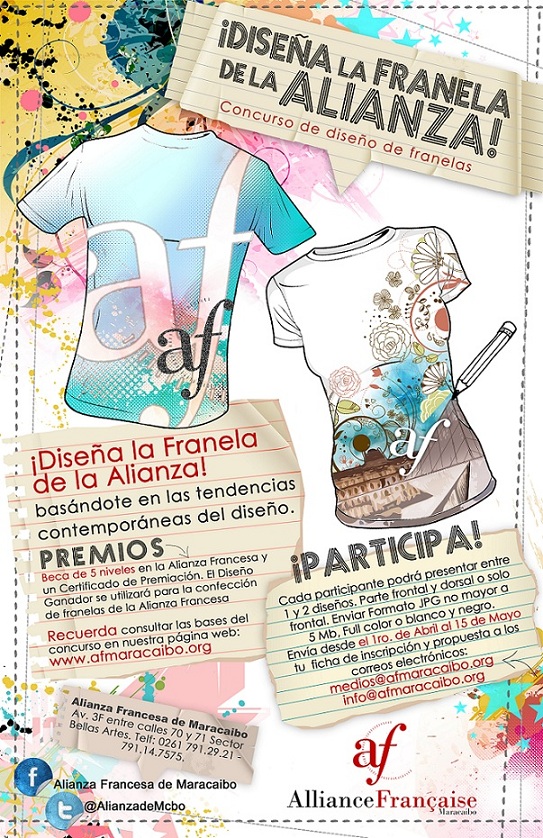 ¡DISEÑA LA FRANELA
DE LA ALIANZA!
Concurso de diseño de franelas
af
af
af
¡Diseña la Franela
de la Alianza!
basándote en las tendencias
contemporáneas del diseño.
PREMIOS
Beca de 5 niveles en la Alianza Francesa y
un Certificado de Premiación. El Diseño
Ganador se utilizará para la confección
de franelas de la Alianza Francesa
Recuerda consultar las bases del
concurso en nuestra página web:
www.afmaracaibo.org
¡PARTICIPA!
Cada participante podrá presentar entre
1 y 2 diseños. Parte frontal y dorsal o solo
frontal. Enviar Formato JPG no mayor a
5 Mb, Full color o blanco y negro.
Envía desde el 1ro. de Abril al 15 de Mayo
tu ficha de inscripción y propuesta a los
correos electrónicos:
medios@afmaracaibo.org
info@afmaracaibo.org
Alianza Francesa de Maracaibo
Av. 3F entre calles 70 y 71 Sector
Bellas Artes. Telf: 0261 791.29.21 -
791.14.7575.
f Alianza Francesa de Maracaibo
@AlianzadeMcbo
af
AllianceFrançaise
Maracaibo